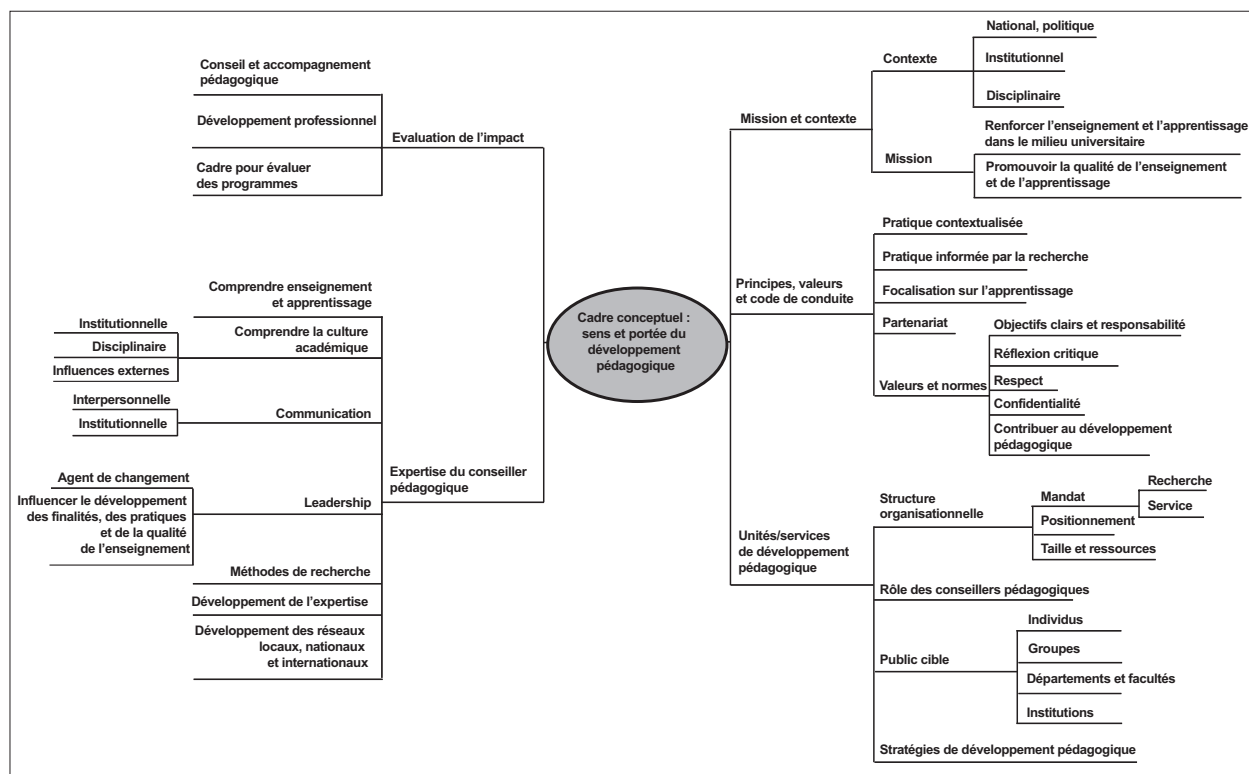 Cadre conceptuel :
sens et portée du
développement
pédagogique
Evaluation de l’impact
Conseil et accompagnement
pédagogique
Développement professionnel
Cadre pour évaluer
des programmes
Expertise du conseiller
pédagogique
Comprendre enseignement
et apprentissage
Comprendre la culture
académique
Institutionnelle
Disciplinaire
Influences externes
Communication
Interpersonnelle
Institutionnelle
Leadership
Agent de changement
Influencer le développement
des finalités, des pratiques
et de la qualité
de l’enseignement
Méthodes de recherche
Développement de l’expertise
Développement des réseaux
locaux, nationaux
et internationaux
Mission et contexte
Contexte
National, politique
Institutionnel
Disciplinaire
Mission
Renforcer l’enseignement et l’apprentissage
dans le milieu universitaire
Promouvoir la qualité de l’enseignement
et de l’apprentissage
Principes, valeurs
et code de conduite
Pratique contextualisée
Pratique informée par la recherche
Focalisation sur l’apprentissage
Partenariat
Valeurs et normes
Objectifs clairs et responsabilité
Réflexion critique
Respect
Confidentialité
Contribuer au développement
pédagogique
Unités/services
de développement
pédagogique
Structure
organisationnelle
Mandat
Recherche
Service
Positionnement
Taille et ressources
Rôle des conseillers pédagogiques
Public cible
Individus
Groupes
Départements et facultés
Institutions
Stratégies de développement pédagogique